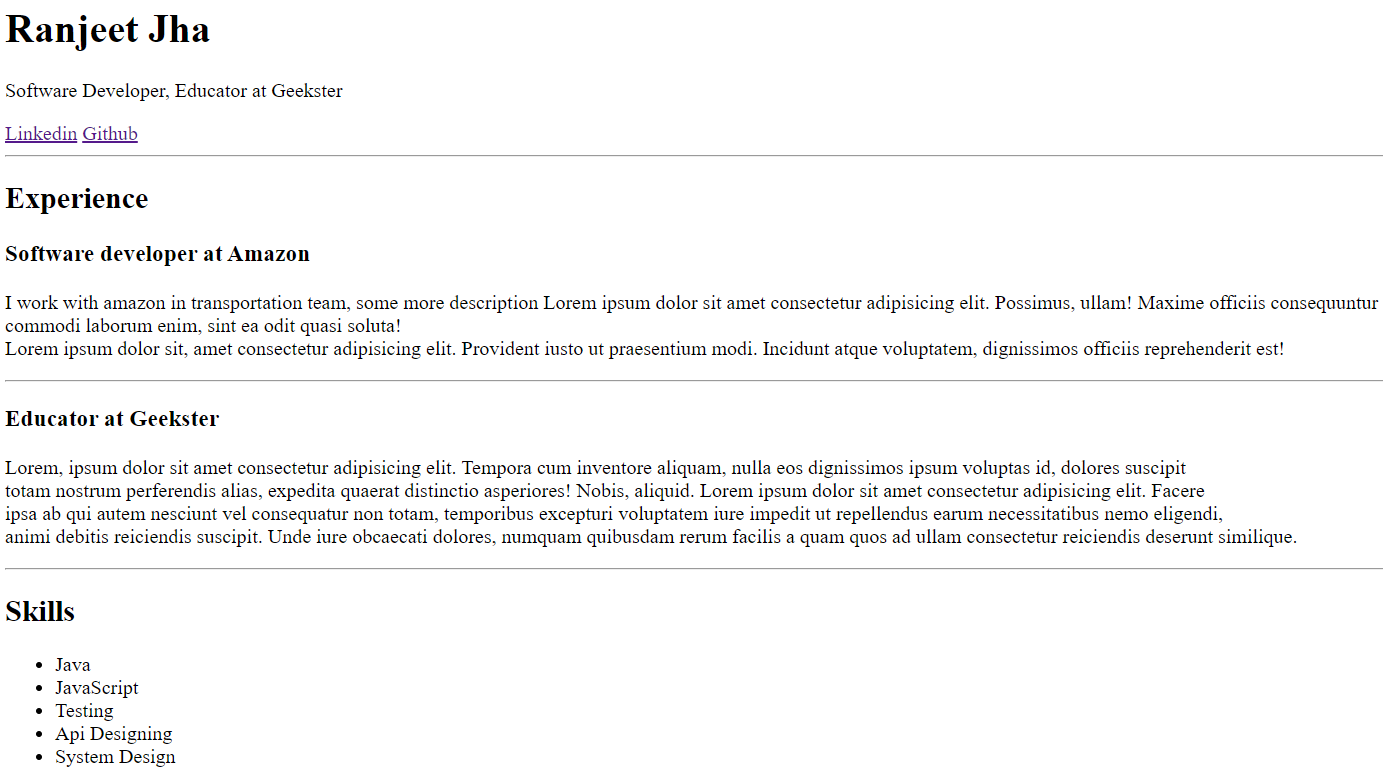 Ranjeet Jha
Software Developer, Educator at Geekster
Linkedin Github
Experience
Software developer at Amazon
I work with amazon in transportation team, some more description Lorem ipsum dolor sit amet consectetur adipisicing elit. Possimus, ullam! Maxime officiis consequuntur
commodi laborum enim, sint ea odit quasi soluta!
Lorem ipsum dolor sit, amet consectetur adipisicing elit. Provident iusto ut praesentium modi. Incidunt atque voluptatem, dignissimos officiis reprehenderit est!
Educator at Geekster
Lorem, ipsum dolor sit amet consectetur adipisicing elit. Tempora cum inventore aliquam, nulla eos dignissimos ipsum voluptas id, dolores suscipit
totam nostrum perferendis alias, expedita quaerat distinctio asperiores! Nobis, aliquid. Lorem ipsum dolor sit amet consectetur adipisicing elit. Facere
ipsa ab qui autem nesciunt vel consequatur non totam, temporibus excepturi voluptatem iure impedit ut repellendus earum necessitatibus nemo eligendi,
animi debitis reiciendis suscipit. Unde iure obcaecati dolores, numquam quibusdam rerum facilis a quam quos ad ullam consectetur reiciendis deserunt similique.
Skills
• Java
• JavaScript
• Testing
• Api Designing
• System Design